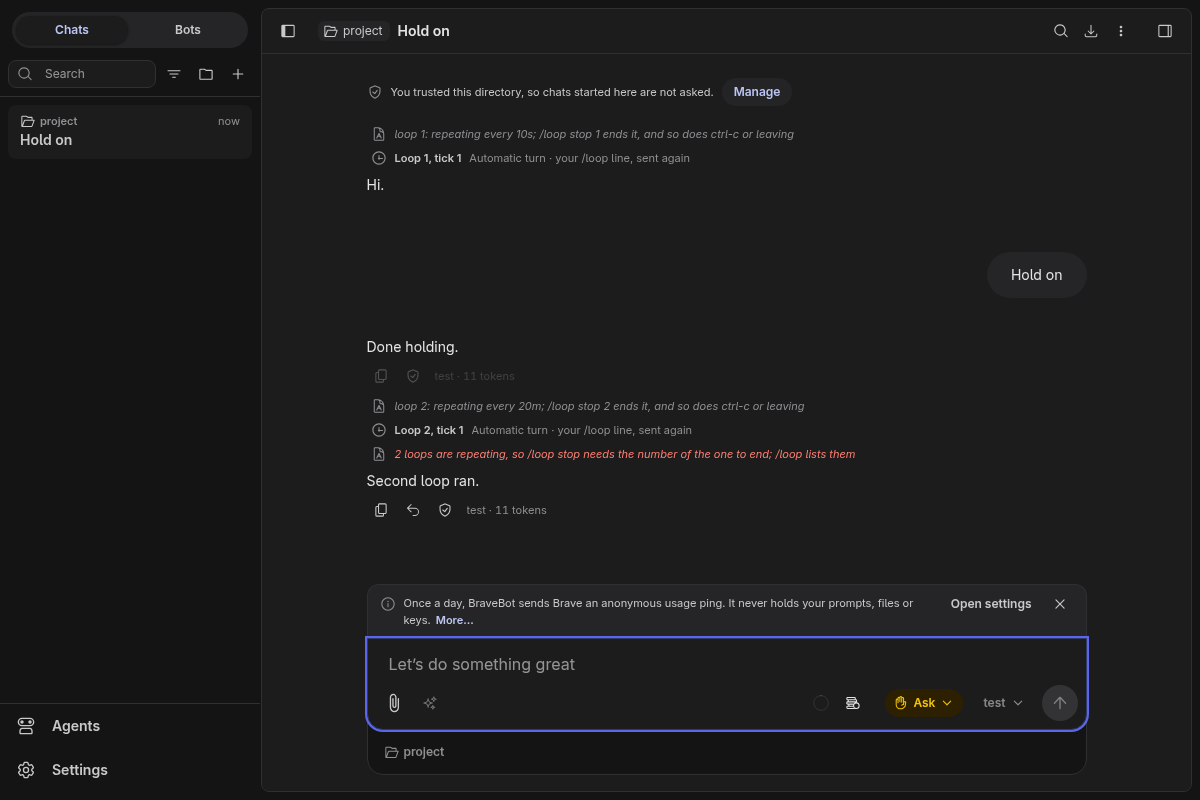 Chats
Bots
Search
project
now
Hold on
Agents
Settings
project
Hold on
You trusted this directory, so chats started here are not asked.
Manage
loop 1: repeating every 10s; /loop stop 1 ends it, and so does ctrl-c or leaving
Loop 1, tick 1 Automatic turn · your /loop line, sent again
Hi.
Hold on
Done holding.
test · 11 tokens
loop 2: repeating every 20m; /loop stop 2 ends it, and so does ctrl-c or leaving
Loop 2, tick 1 Automatic turn · your /loop line, sent again
2 loops are repeating, so /loop stop needs the number of the one to end; /loop lists them
Second loop ran.
test · 11 tokens
Once a day, BraveBot sends Brave an anonymous usage ping. It never holds your prompts, files or
keys. More...
Open settings
Let's do something great
Ask
test
project